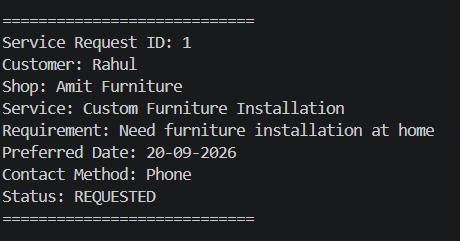 ============================
Service Request ID: 1
Customer: Rahul
Shop: Amit Furniture
Service: Custom Furniture Installation
Requirement: Need furniture installation at home
Preferred Date: 20-09-2026
Contact Method: Phone
Status: REQUESTED
============================